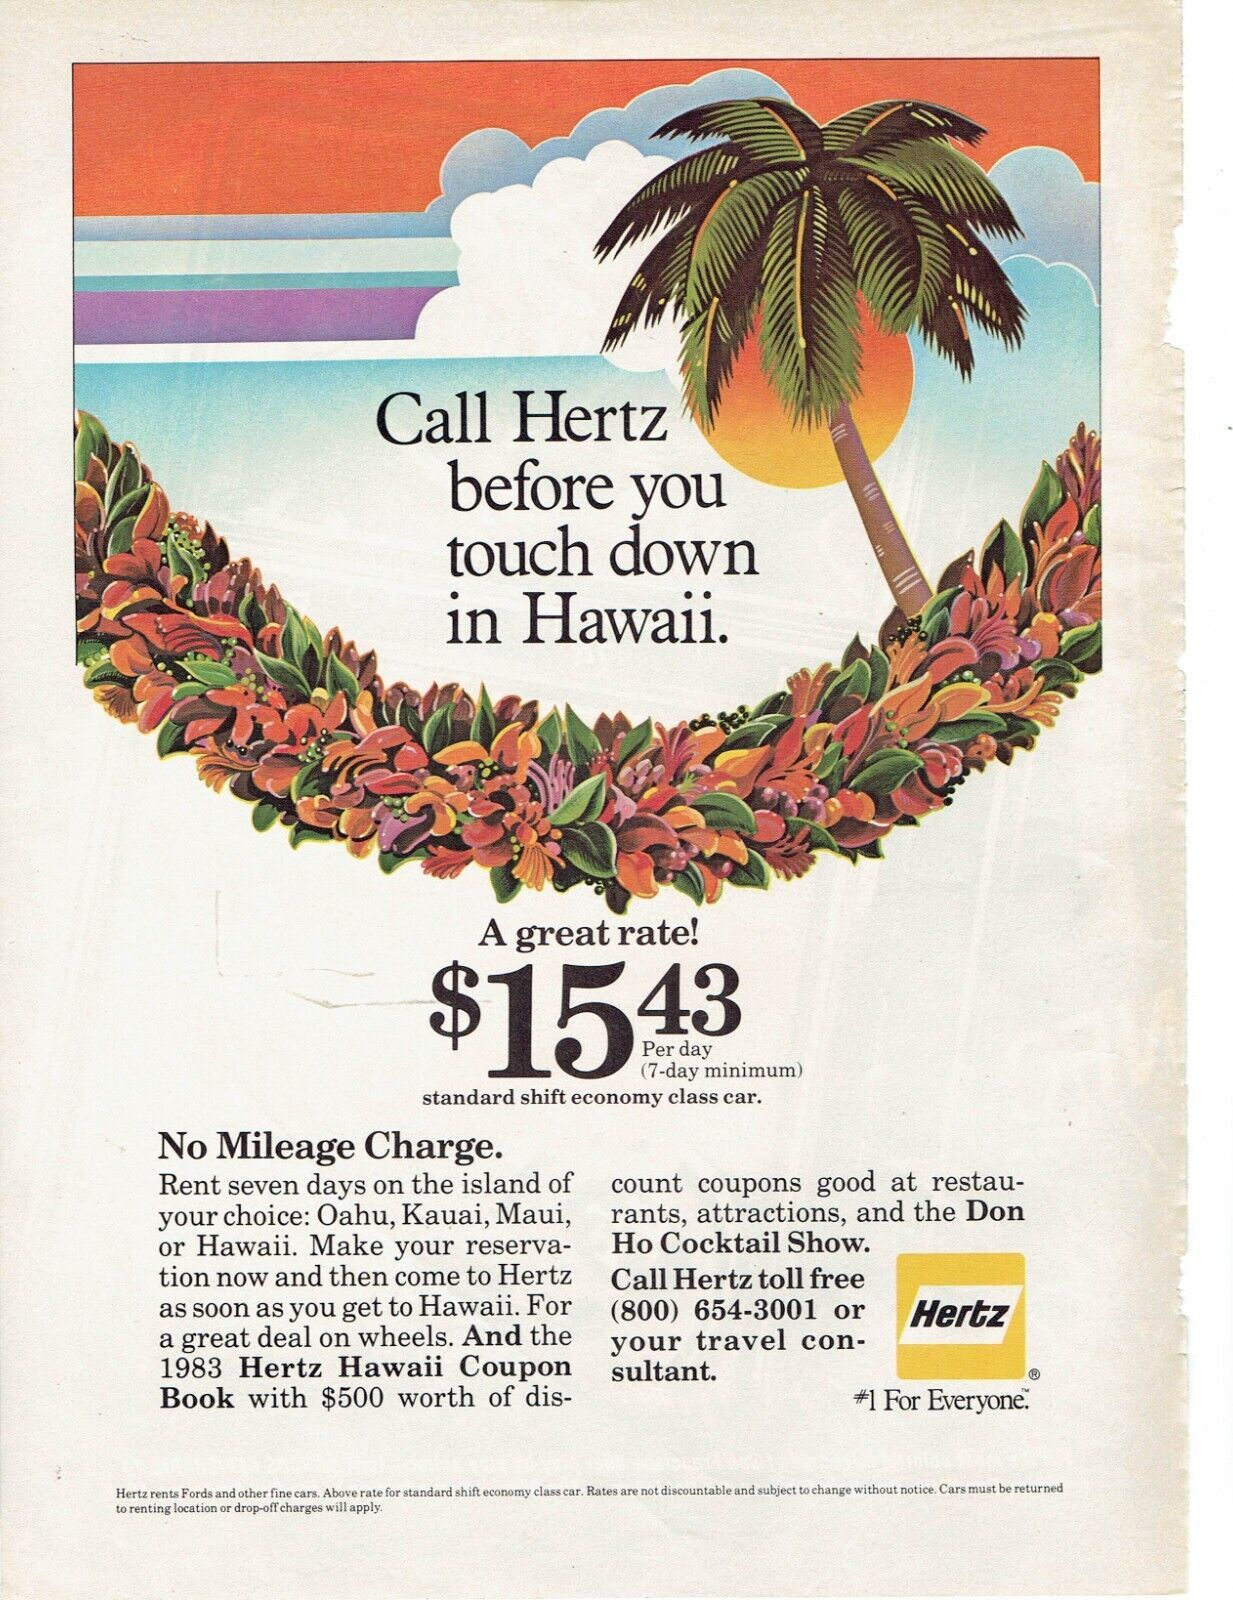 Call Hertz
before you
touch down
in Hawaii.
A great rate!
$15 43
Per day
(7-day minimum)
standard shift economy class car.
No Mileage Charge.
Rent seven days on the island of
your choice: Oahu, Kauai, Maui,
or Hawaii. Make your reserva-
tion now and then come to Hertz
as soon as you get to Hawaii. For
a great deal on wheels. And the
1983 Hertz Hawaii Coupon
Book with $500 worth of dis-
count coupons good at restau-
rants, attractions, and the Don
Ho Cocktail Show.
Call Hertz toll free
(800) 654-3001 or
your travel con-
sultant.
Hertz
®
#1 For Everyone.™
Hertz rents Fords and other fine cars. Above rate for standard shift economy class car. Rates are not discountable and subject to change without notice. Cars must be returned
to renting location or drop-off charges will apply.